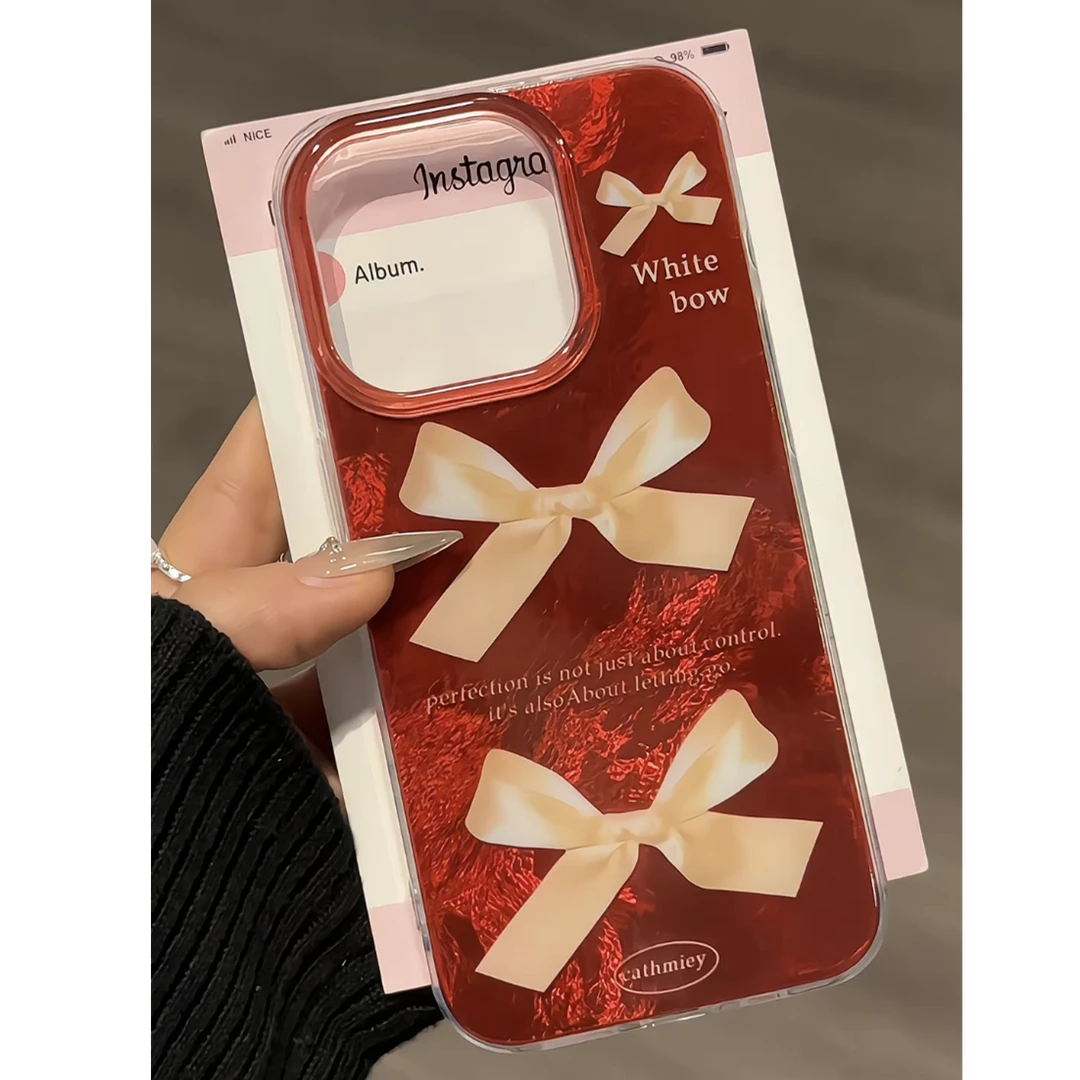 NICE
98%
Instagra
Album.
White
bow
perfection is not just about control.
it's alsoAbout letting go.
cathmiey